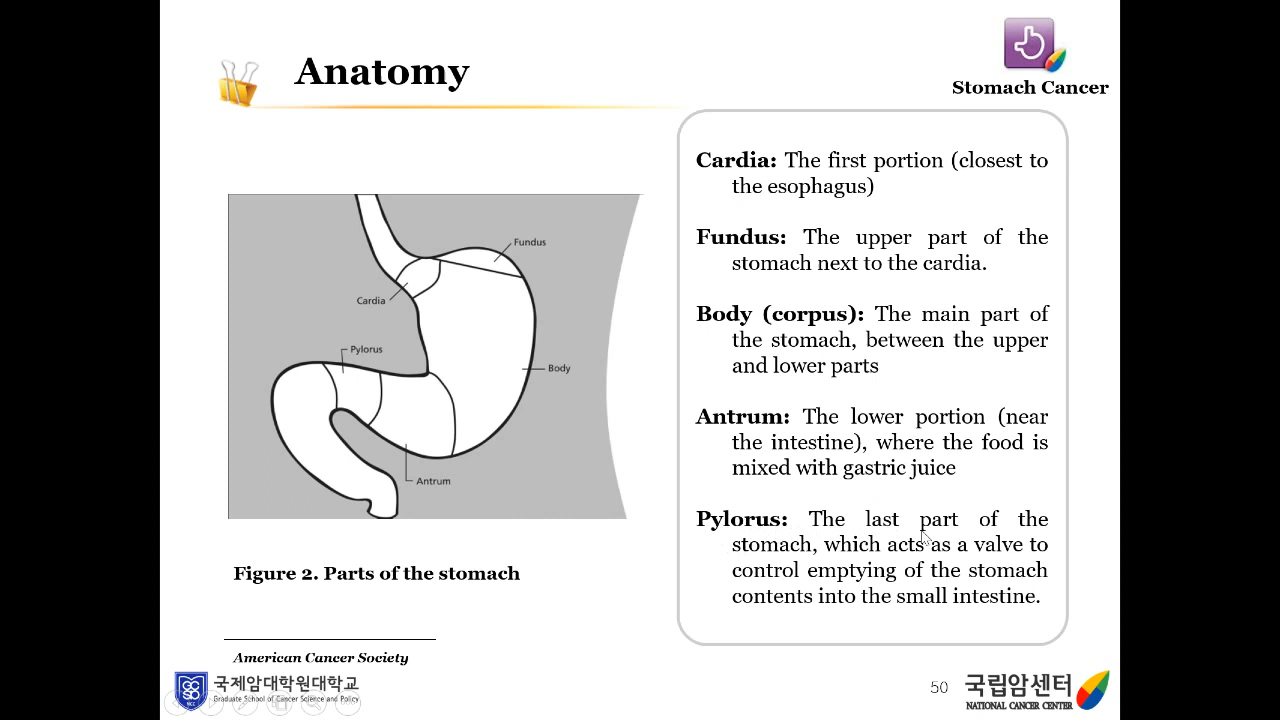 Anatomy
Stomach Cancer
Cardia: The first portion (closest to
the esophagus)
Fundus: The upper part of the
stomach next to the cardia.
Body (corpus): The main part of
the stomach, between the upper
and lower parts
Antrum: The lower portion (near
the intestine), where the food is
mixed with gastric juice
Pylorus: The last part of the
stomach, which acts as a valve to
control emptying of the stomach
contents into the small intestine.
Fundus
Cardia
Pylorus
Body
Antrum
Figure 2. Parts of the stomach
American Cancer Society
국제암대학원대학교
Graduate School of Cancer Science and Policy
50
국립암센터
NATIONAL CANCER CENTER